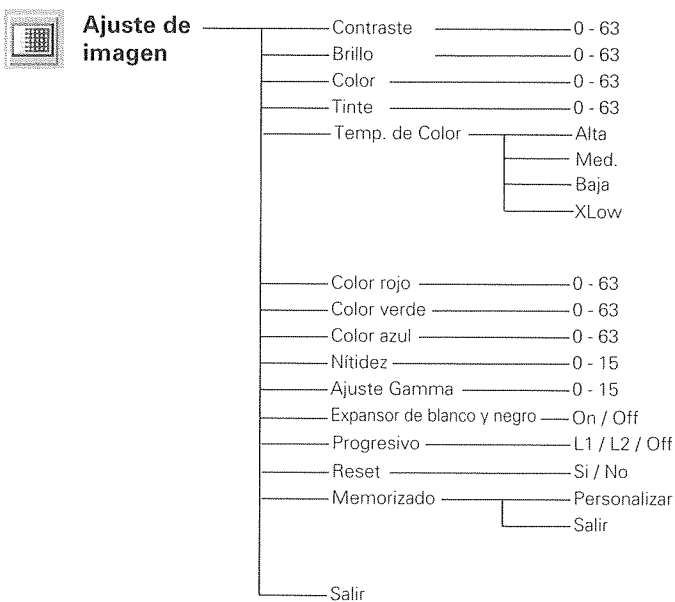 Ajuste de imagen
Contraste 0 - 63
Brillo 0 - 63
Color 0 - 63
Tinte 0 - 63
Temp. de Color Alta
Med.
Baja
XLow
Color rojo 0 - 63
Color verde 0 - 63
Color azul 0 - 63
Nítidez 0 - 15
Ajuste Gamma 0 - 15
Expansor de blanco y negro On / Off
Progresivo L1 / L2 / Off
Reset Si / No
Memorizado Personalizar
Salir
Salir